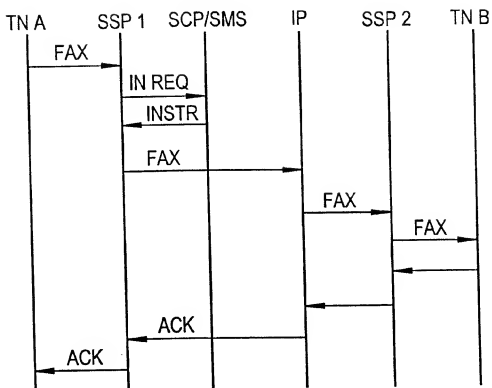 TN A SSP 1 SCP/SMS IP SSP 2 TN B
FAX
IN REQ
INSTR
FAX
FAX
FAX
ACK
ACK